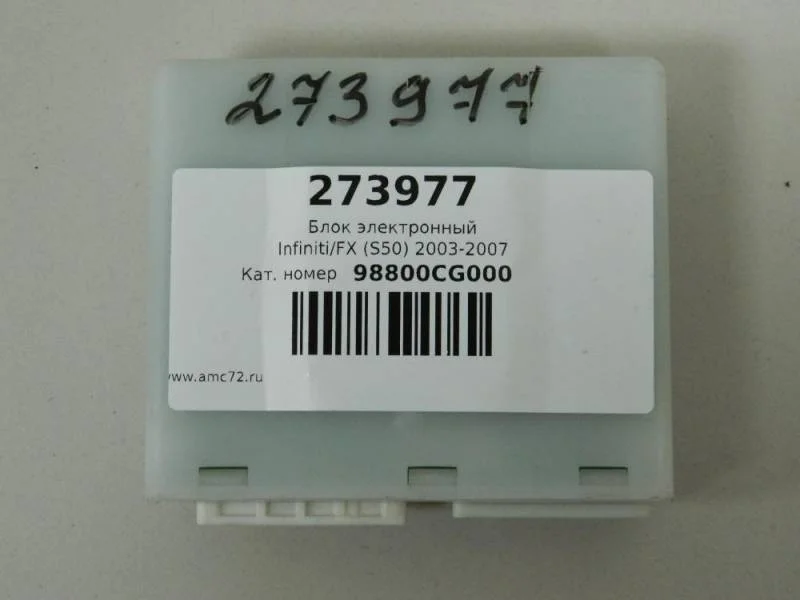 273977
273977
Блок электронный
Infiniti/FX (S50) 2003-2007
Кат. номер 98800CG000
www.amc72.ru